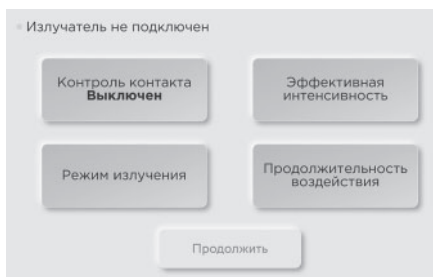 Излучатель не подключен
Контроль контакта
Выключен
Эффективная
интенсивность
Режим излучения
Продолжительность
воздействия
Продолжить